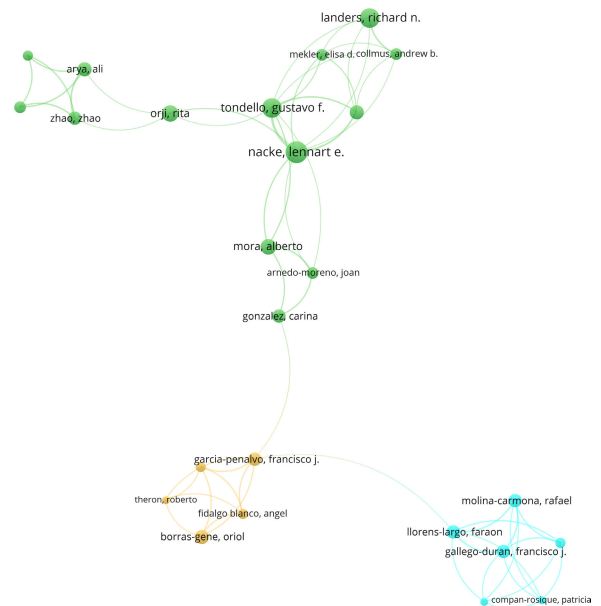 landers, richard n.
mekler, elisa d.
collmus, andrew b.
arya, ali
tondello, gustavo f.
orji, rita
zhao, zhao
nacke, lennart e.
mora, alberto
arnedo-moreno, joan
gonzalez, carina
garcia-penalvo, francisco j.
theron, roberto
molina-carmona, rafael
fidalgo blanco, angel
llorens-largo, faraon
borras-gene, oriol
gallego-duran, francisco j.
compan-rosique, patricia